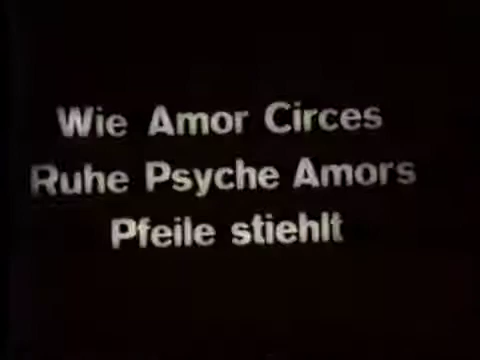 Wie Amor Circes
Ruhe Psyche Amors
Pfeile stiehlt